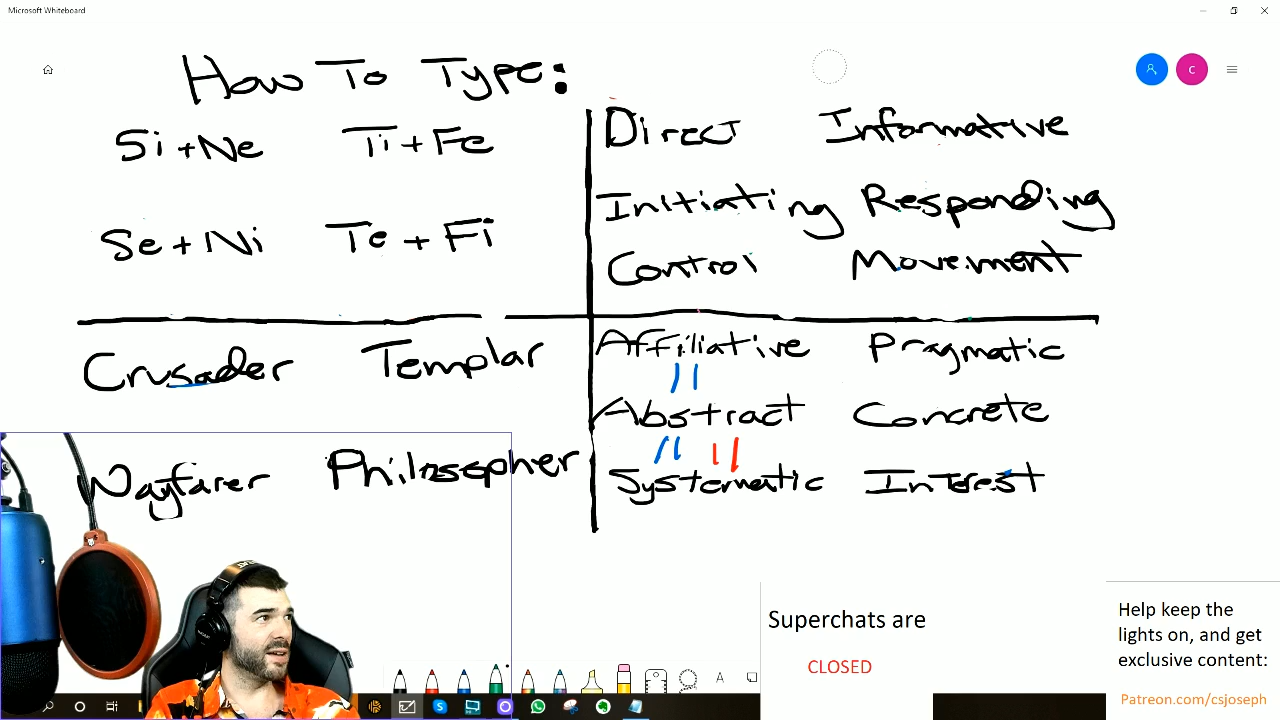 Microsoft Whiteboard
How To Type:
C
Si + Ne Ti + Fe
Se + Ni Te + Fi
Direct Informative
Initiating Responding
Control Movement
Crusader Templar
Wayfarer Philosopher
Affiliative Pragmatic
Abstract Concrete
Systematic Interest
Superchats are
CLOSED
Help keep the
lights on, and get
exclusive content:
Patreon.com/csjoseph
A